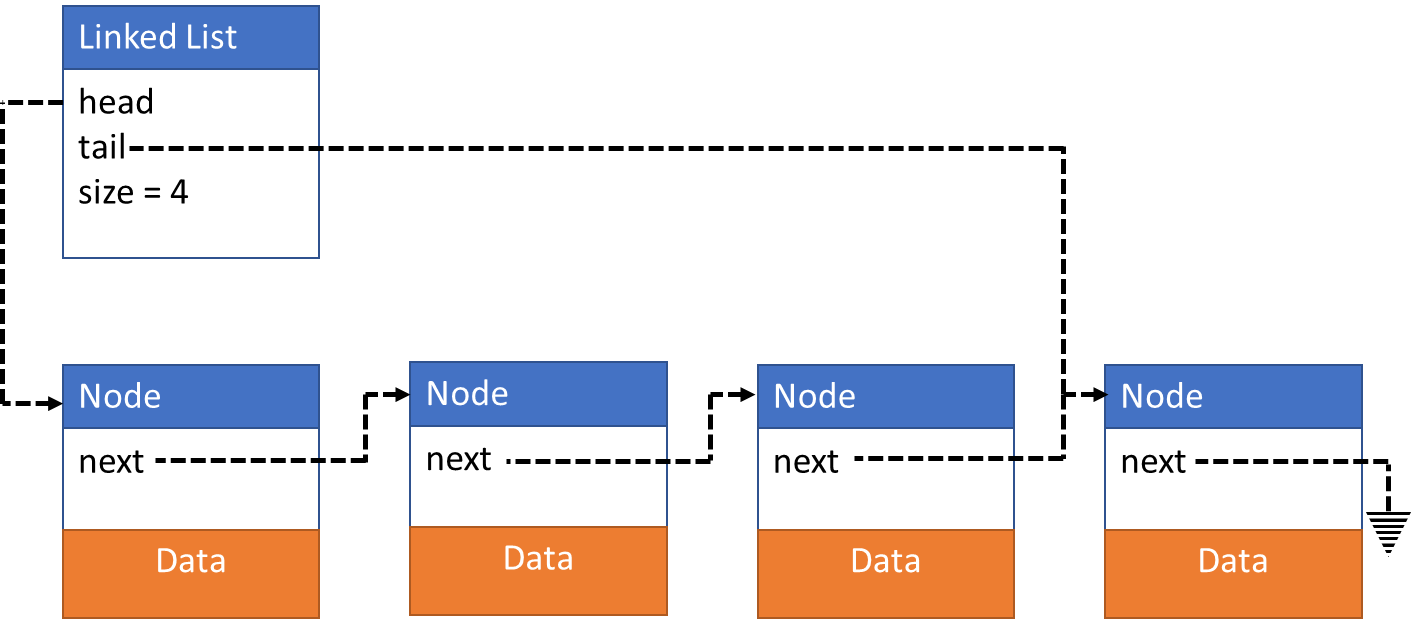 Linked List
head
tail
size = 4
Node
next
Data
Node
next
Data
Node
next
Data
Node
next
Data